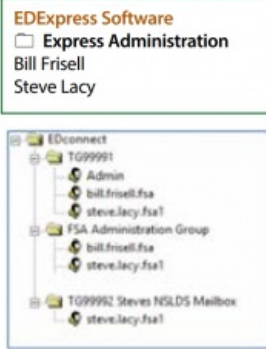 EDExpress Software
Express Administration
Bill Frisell
Steve Lacy
EDconnect
TG99991
Admin
bill.frisell.fsa
steve.lacy.fsa1
FSA Administration Group
bill.frisell.fsa
steve.lacy.fsa1
TG99992 Steves NSLDS Mailbox
steve.lacy.fsa1